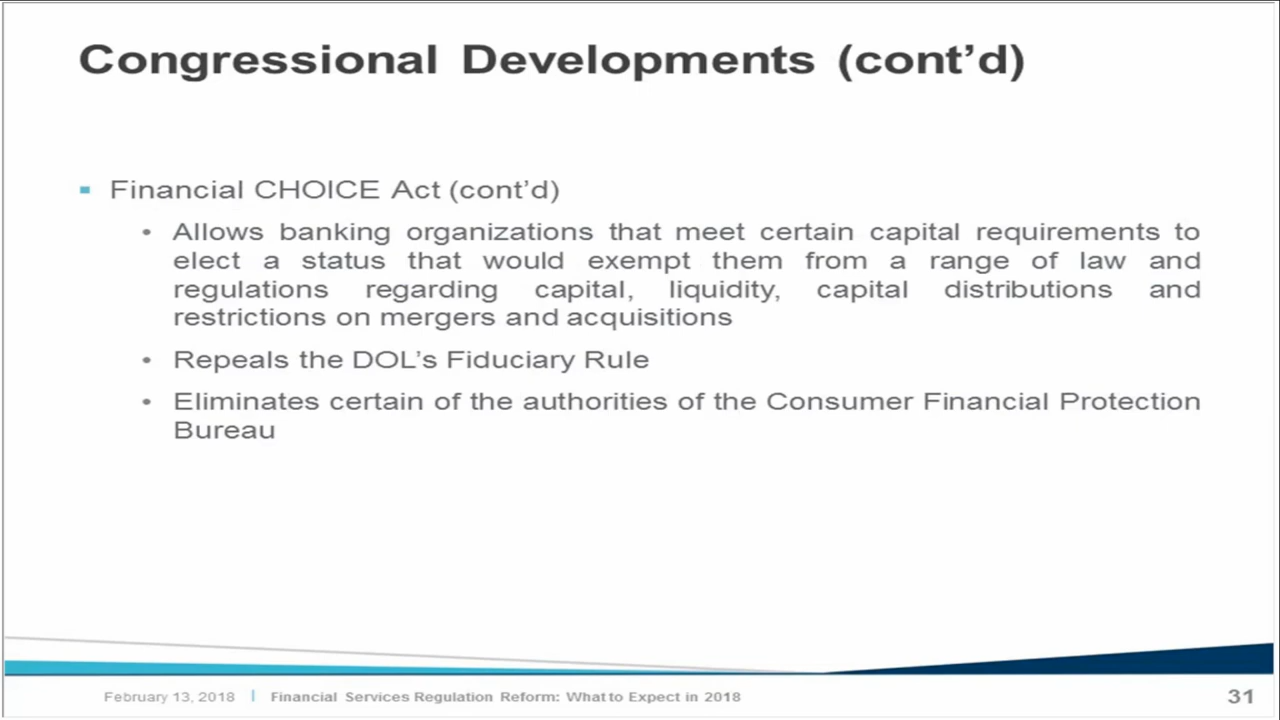 Congressional Developments (cont’d)
Financial CHOICE Act (cont’d)
Allows banking organizations that meet certain capital requirements to
elect a status that would exempt them from a range of law and
regulations regarding capital, liquidity, capital distributions and
restrictions on mergers and acquisitions
Repeals the DOL’s Fiduciary Rule
Eliminates certain of the authorities of the Consumer Financial Protection
Bureau
February 13, 2018 | Financial Services Regulation Reform: What to Expect in 2018 31